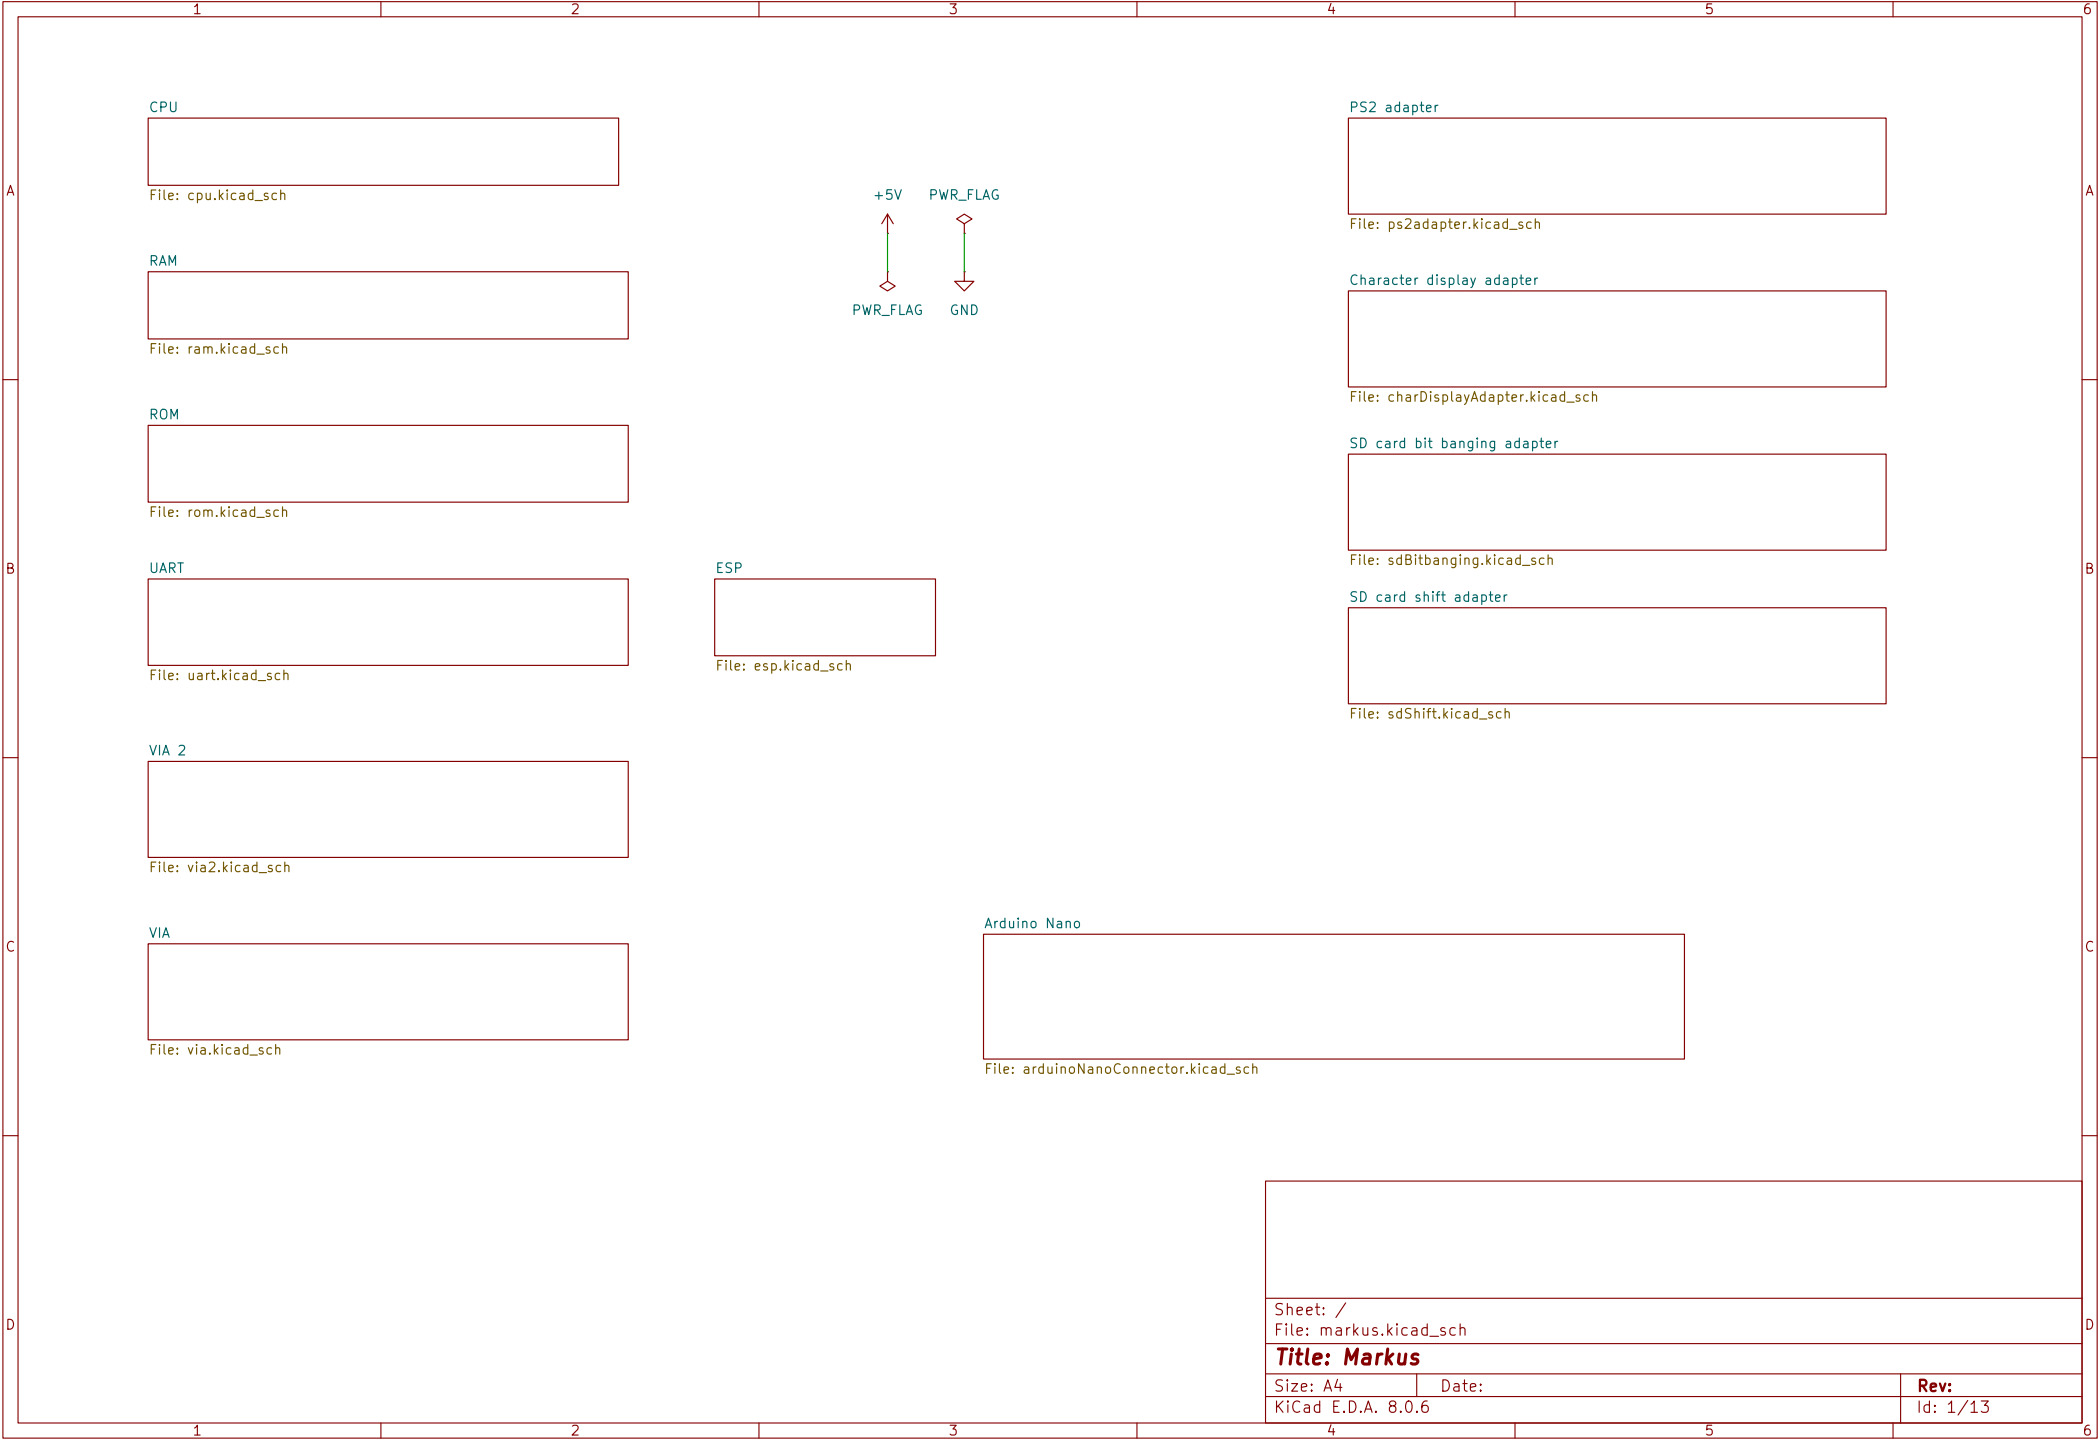 1 2 3 4 5 6
CPU
File: cpu.kicad_sch
RAM
File: ram.kicad_sch
ROM
File: rom.kicad_sch
UART
File: uart.kicad_sch
VIA 2
File: via2.kicad_sch
VIA
File: via.kicad_sch
+5V
PWR_FLAG
PWR_FLAG
GND
ESP
File: esp.kicad_sch
PS2 adapter
File: ps2adapter.kicad_sch
Character display adapter
File: charDisplayAdapter.kicad_sch
SD card bit banging adapter
File: sdBitbanging.kicad_sch
SD card shift adapter
File: sdShift.kicad_sch
Arduino Nano
File: arduinoNanoConnector.kicad_sch
A
B
C
D
A
B
C
D
Sheet: /
File: markus.kicad_sch
Title: Markus
Size: A4
Date:
Rev:
KiCad E.D.A. 8.0.6
Id: 1/13
1 2 3 4 5 6